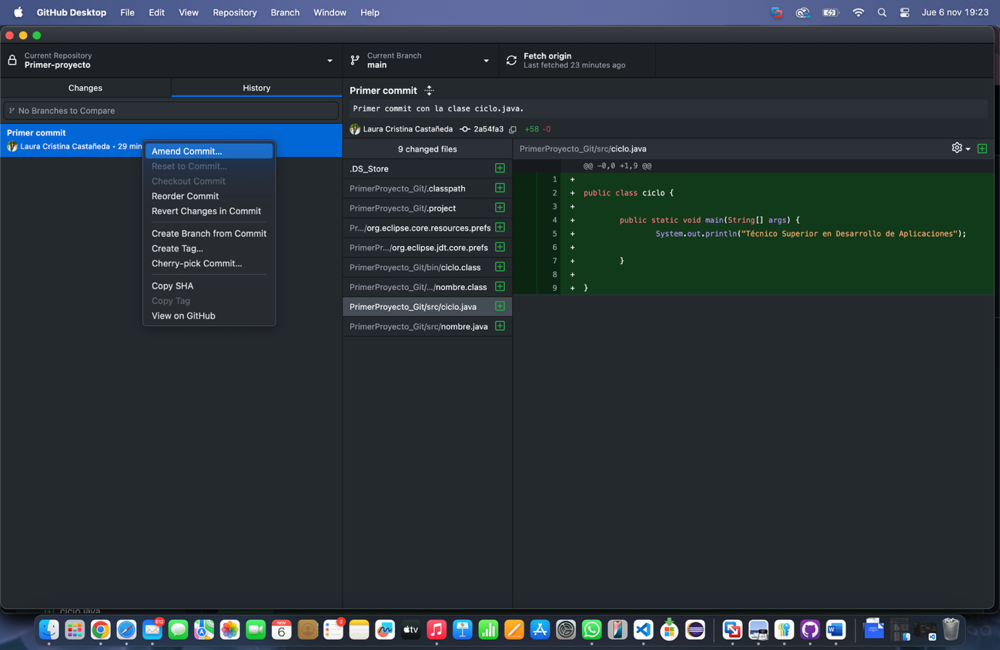 GitHub Desktop File Edit View Repository Branch Window Help Jue 6 nov 19:23
Current Repository
Primer-proyecto
Current Branch
main
Fetch origin
Last fetched 23 minutes ago
Changes History
No Branches to Compare
Primer commit
Laura Cristina Castañeda • 29 min
Amend Commit...
Reset to Commit...
Checkout Commit
Reorder Commit
Revert Changes in Commit
Create Branch from Commit
Create Tag...
Cherry-pick Commit...
Copy SHA
Copy Tag
View on GitHub
Primer commit
Primer commit con la clase ciclo.java.
Laura Cristina Castañeda 2a54fa3 +58 -0
9 changed files
.DS_Store
PrimerProyecto_Git/.classpath
PrimerProyecto_Git/.project
Pr.../org.eclipse.core.resources.prefs
PrimerPr.../org.eclipse.jdt.core.prefs
PrimerProyecto_Git/bin/ciclo.class
PrimerProyecto_Git/.../nombre.class
PrimerProyecto_Git/src/ciclo.java
PrimerProyecto_Git/src/nombre.java
PrimerProyecto_Git/src/ciclo.java
@@ -0,0 +1,9 @@
1 +
2 + public class ciclo {
3 +
4 + public static void main(String[] args) {
5 + System.out.println("Técnico Superior en Desarrollo de Aplicaciones");
6 +
7 + }
8 +
9 + }
ciclo.java
612
NOV
6
2
tv
W